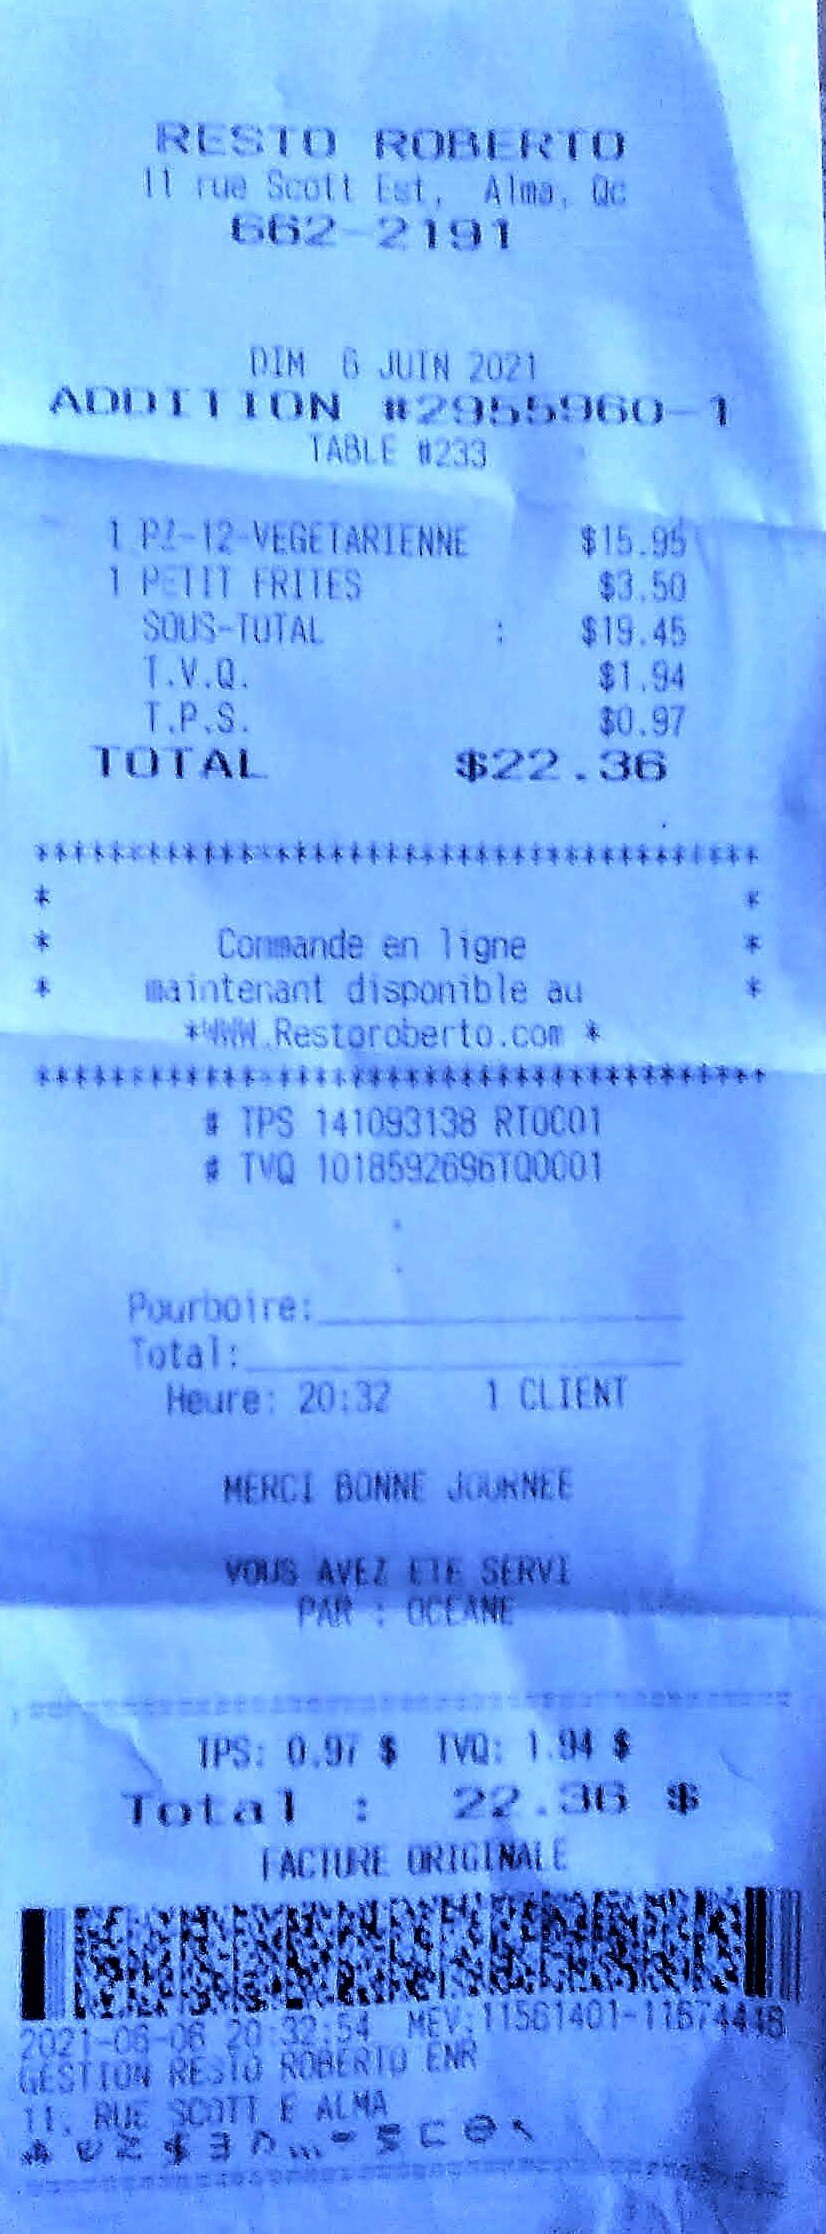 RESTO ROBERTO
11 rue Scott Est, Alma, Qc
662-2191
DIM 6 JUIN 2021
ADDITION #2955960-1
TABLE #233
1 PZ-12-VEGETARIENNE $15.95
1 PETIT FRITES $3.50
SOUS-TOTAL : $19.45
T.V.Q. $1.94
T.P.S. $0.97
TOTAL $22.36
****************************************
* *
* Commande en ligne *
* maintenant disponible au *
*WWW.Restoroberto.com *
****************************************
# TPS 141093138 RT0001
# TVQ 1018592696TQ0001
.
.
Pourboire:____________________
Total:________________________
Heure: 20:32 1 CLIENT
MERCI BONNE JOURNEE
VOUS AVEZ ETE SERVI
PAR : OCEANE
TPS: 0.97 $ TVQ: 1.94 $
Total : 22.36 $
FACTURE ORIGINALE
2021-06-06 20:32:54 MEV:11561401-11674446
GESTION RESTO ROBERTO ENR
11, RUE SCOTT E ALMA